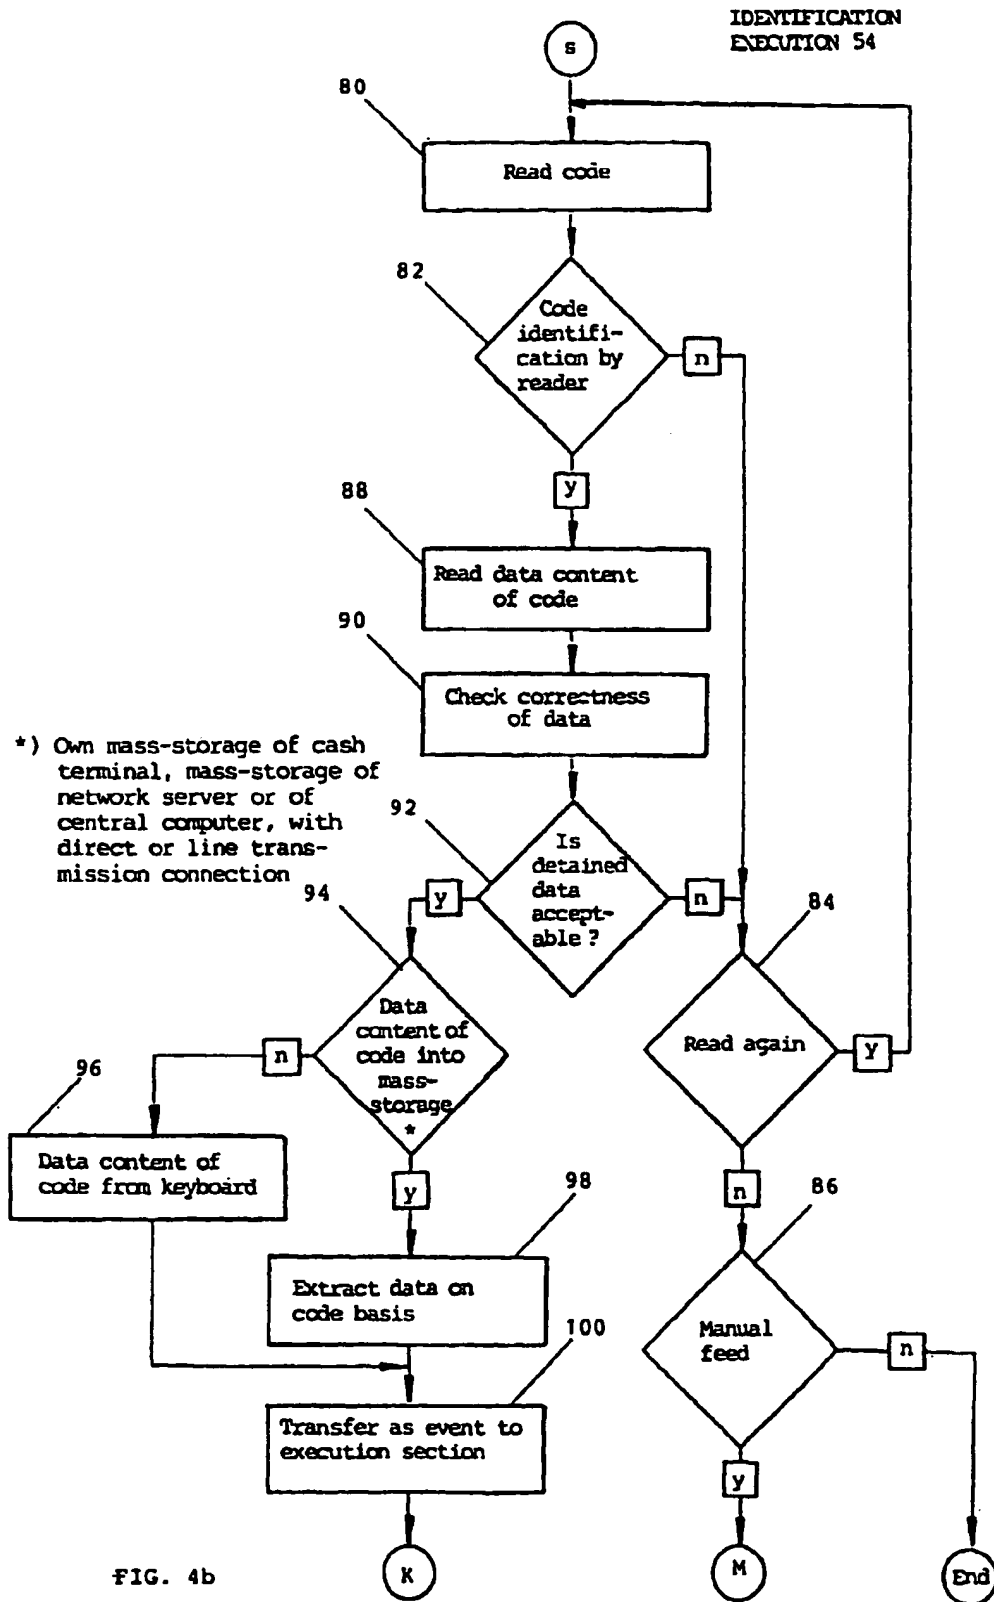 IDENTIFICATION
EXECUTION 54
s
80
Read code
82
Code
identifi-
cation by
reader
n
y
88
Read data content
of code
90
Check correctness
of data
*) Own mass-storage of cash
terminal, mass-storage of
network server or of
central computer, with
direct or line trans-
mission connection
92
Is
detained
data
accept-
able ?
y
n
94
84
Data
content of
code into
mass-
storage
*
n
Read again
y
96
Data content of
code from keyboard
y
n
98
86
Extract data on
code basis
Manual
feed
n
100
Transfer as event to
execution section
y
K
M
End
FIG. 4b